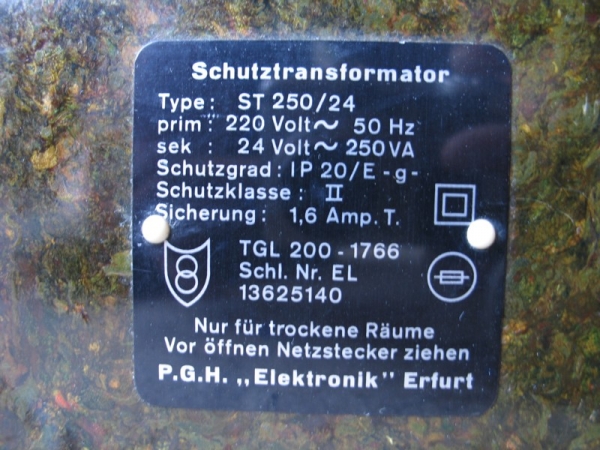 Schutztransformator
Type: ST 250/24
prim: 220 Volt~ 50 Hz
sek : 24 Volt~ 250 VA
Schutzgrad: IP 20/E -g-
Schutzklasse: II
Sicherung: 1,6 Amp. T.
TGL 200 - 1766
Schl. Nr. EL
13625140
Nur für trockene Räume
Vor öffnen Netzstecker ziehen
P.G.H. „Elektronik" Erfurt